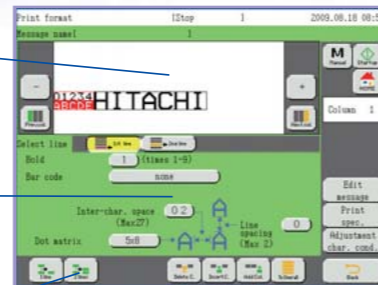 Print format 1Stop 1 2009.08.18 08:5
Message name[ 1
M
Manual
HOME
01234
ABCDE HITACHI
- +
Column 1
Select line 1st line 2nd line
Bold 1 (times 1~9)
Bar code none
Inter-char. space 02
(Max27)
Line spacing 0
(Max 2)
Dot matrix 5x8
Edit message
Print spec.
Adjustment char. cond.
Back